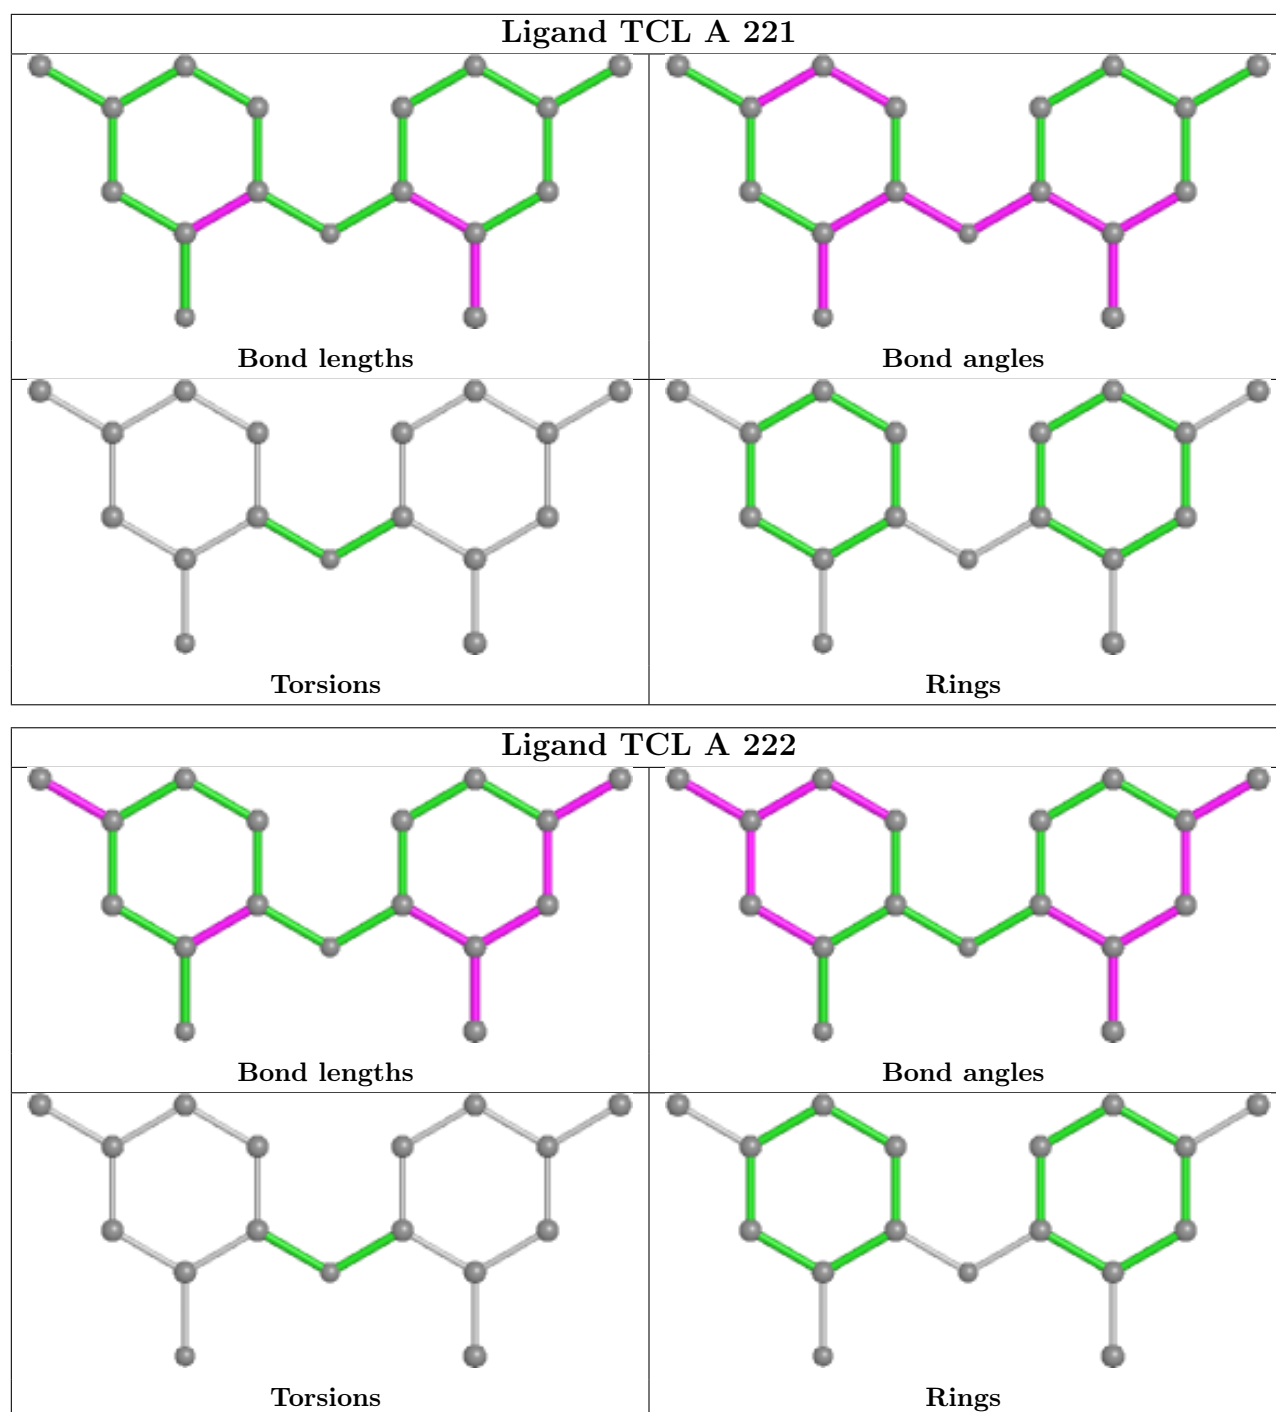 Ligand TCL A 221
Bond lengths
Bond angles
Torsions
Rings
Ligand TCL A 222
Bond lengths
Bond angles
Torsions
Rings